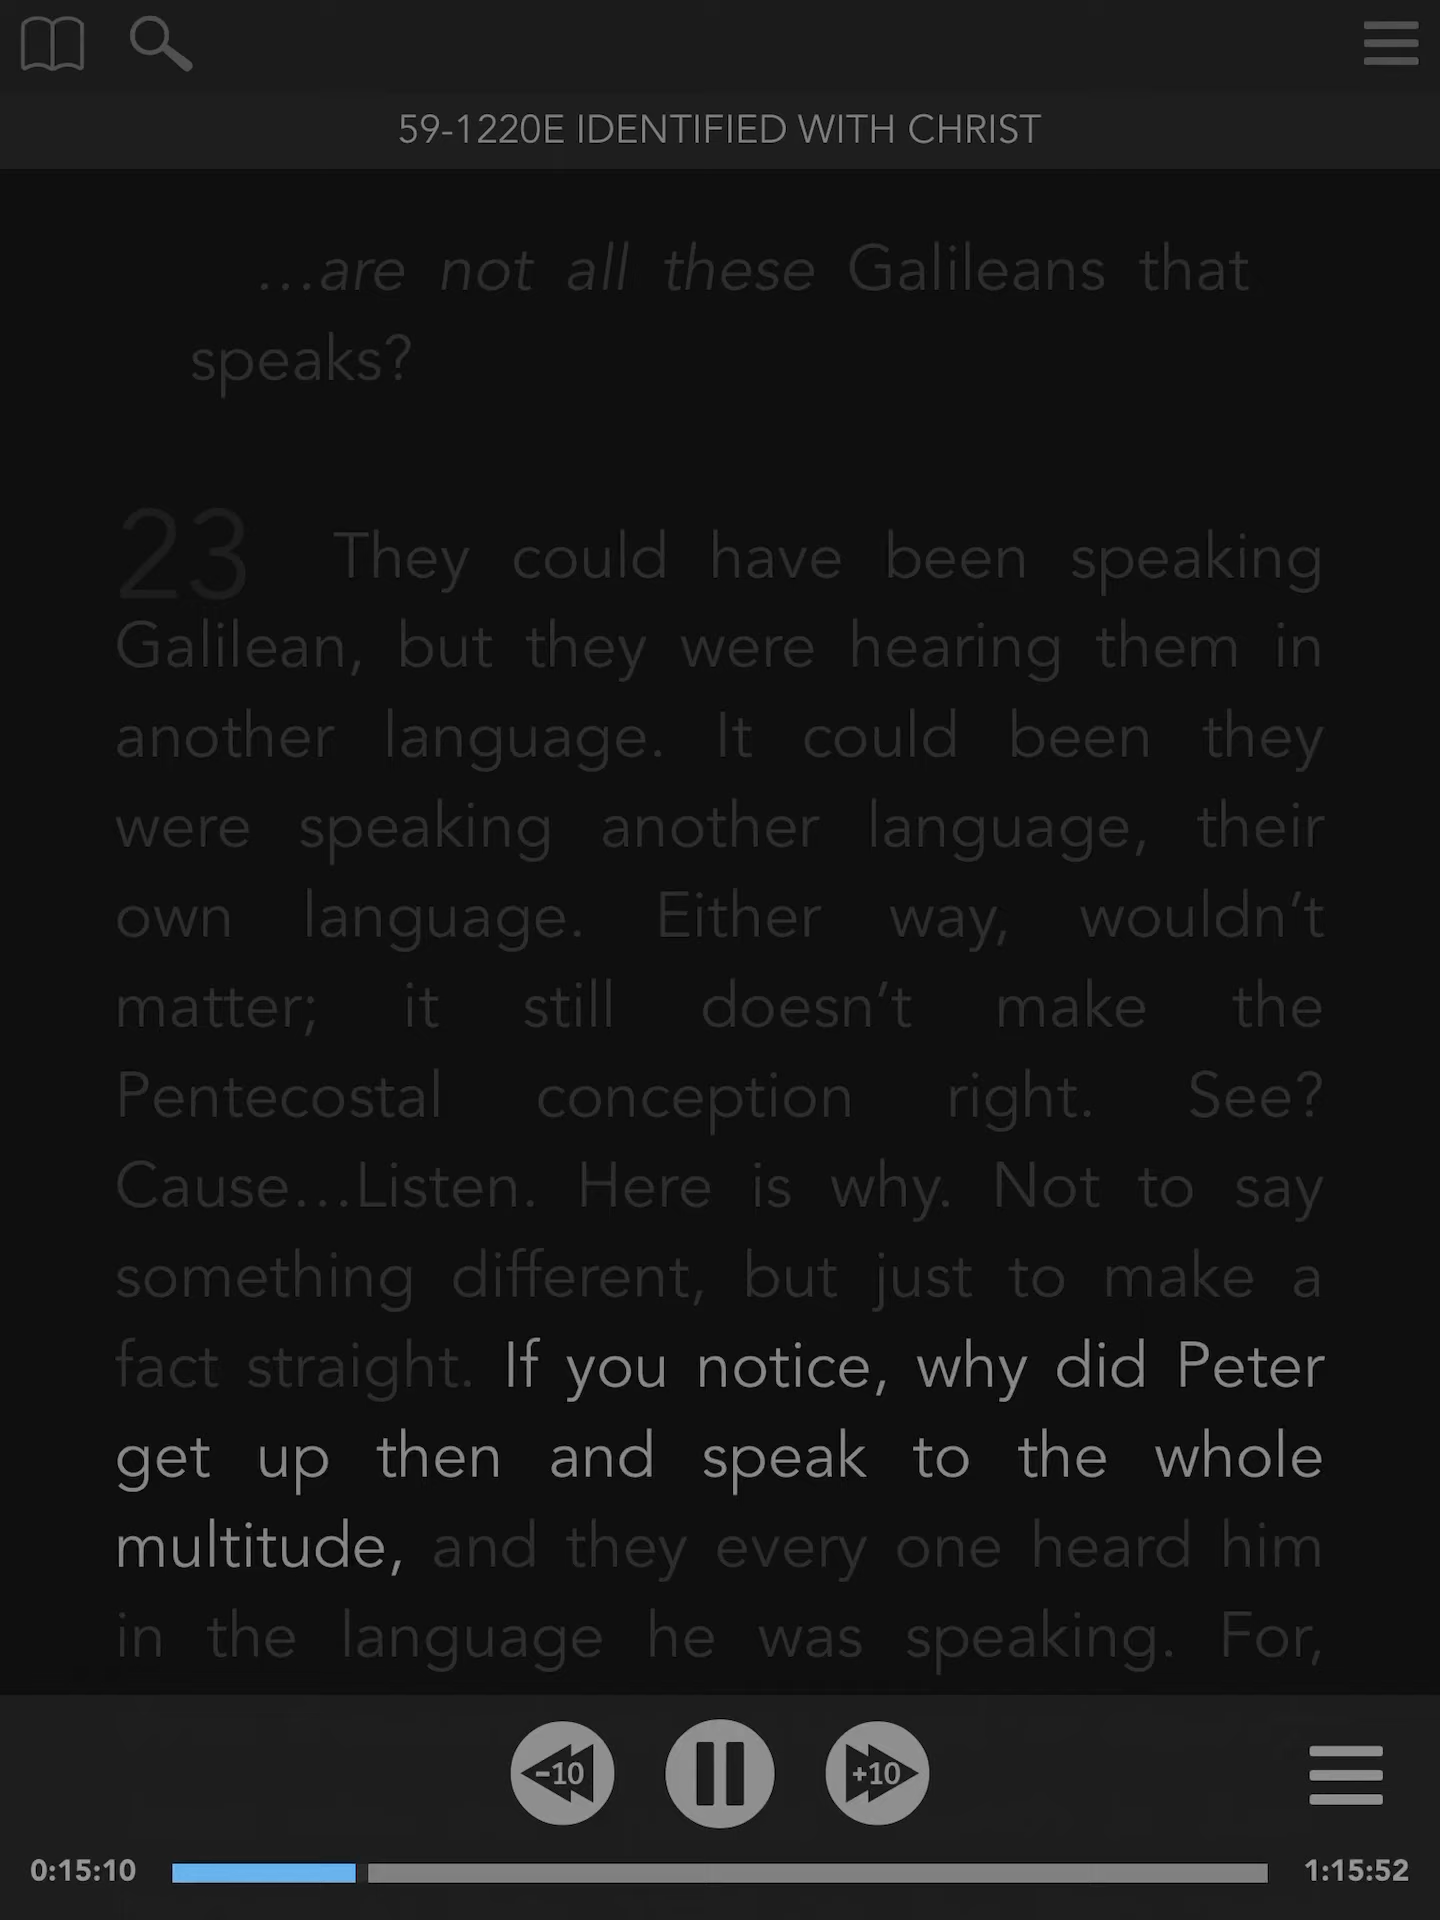 59-1220E IDENTIFIED WITH CHRIST
…are not all these Galileans that
speaks?
23 They could have been speaking
Galilean, but they were hearing them in
another language. It could been they
were speaking another language, their
own language. Either way, wouldn’t
matter; it still doesn’t make the
Pentecostal conception right. See?
Cause…Listen. Here is why. Not to say
something different, but just to make a
fact straight. If you notice, why did Peter
get up then and speak to the whole
multitude, and they every one heard him
in the language he was speaking. For,
-10 +10
0:15:10 1:15:52